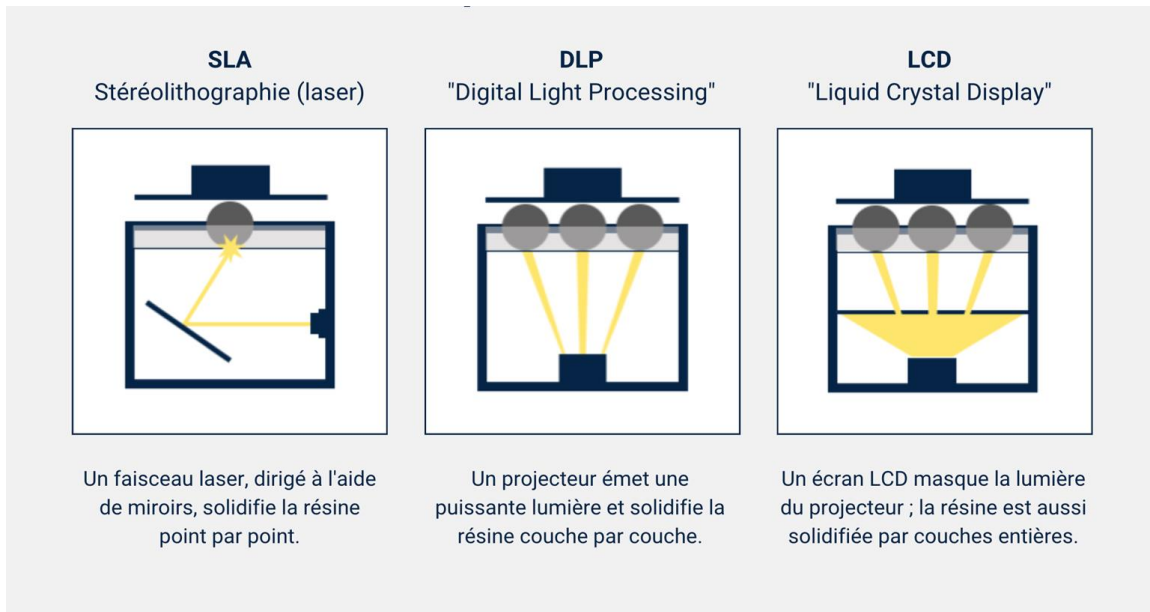 SLA
Stéréolithographie (laser)
Un faisceau laser, dirigé à l'aide
de miroirs, solidifie la résine
point par point.
DLP
"Digital Light Processing"
Un projecteur émet une
puissante lumière et solidifie la
résine couche par couche.
LCD
"Liquid Crystal Display"
Un écran LCD masque la lumière
du projecteur ; la résine est aussi
solidifiée par couches entières.